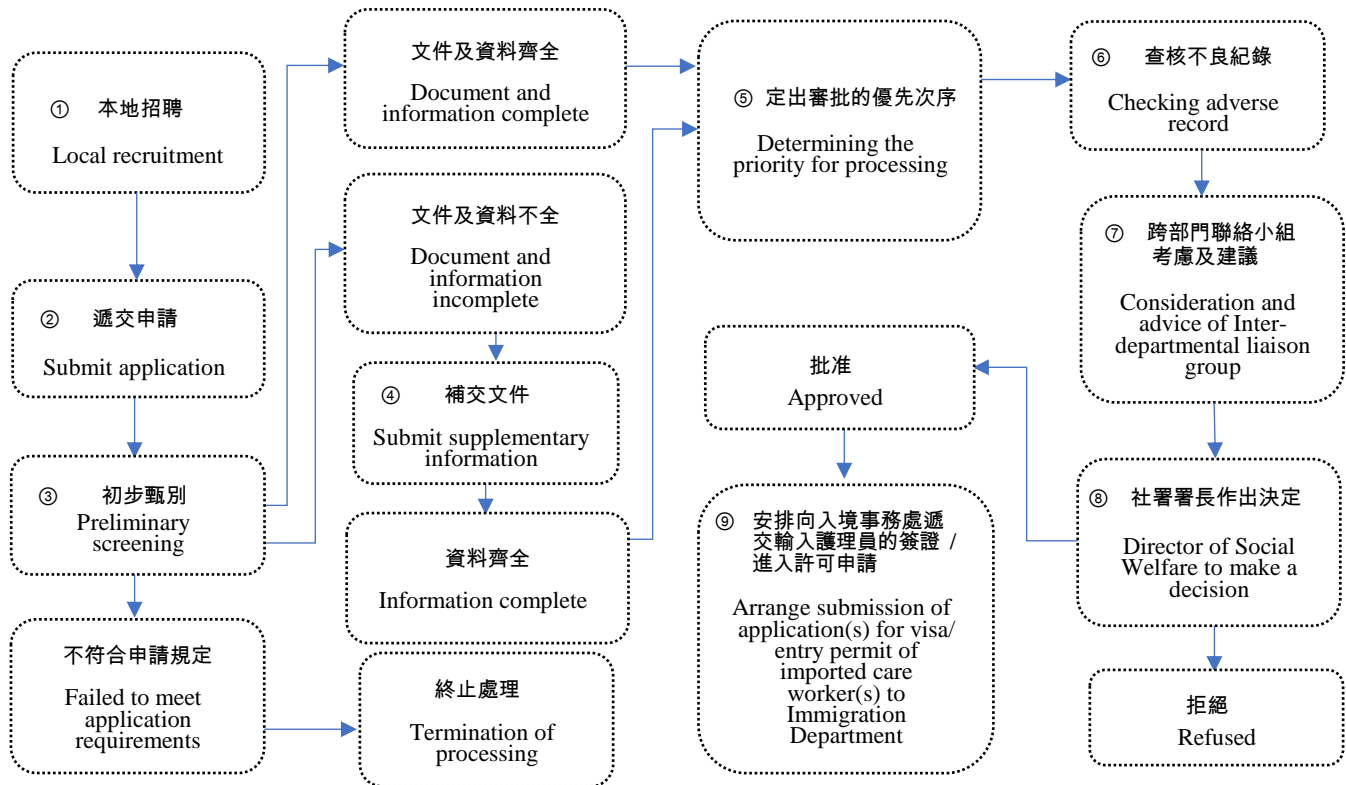 ① 本地招聘
Local recruitment
② 遞交申請
Submit application
③ 初步甄別
Preliminary
screening
不符合申請規定
Failed to meet
application
requirements
文件及資料齊全
Document and
information complete
文件及資料不全
Document and
information
incomplete
④ 補交文件
Submit supplementary
information
資料齊全
Information complete
終止處理
Termination of
processing
⑤ 定出審批的優先次序
Determining the
priority for processing
批准
Approved
⑨ 安排向入境事務處遞
交輸入護理員的簽證 /
進入許可申請
Arrange submission of
application(s) for visa/
entry permit of
imported care
worker(s) to
Immigration
Department
⑥ 查核不良紀錄
Checking adverse
record
⑦ 跨部門聯絡小組
考慮及建議
Consideration and
advice of Inter-
departmental liaison
group
⑧ 社署署長作出決定
Director of Social
Welfare to make a
decision
拒絕
Refused